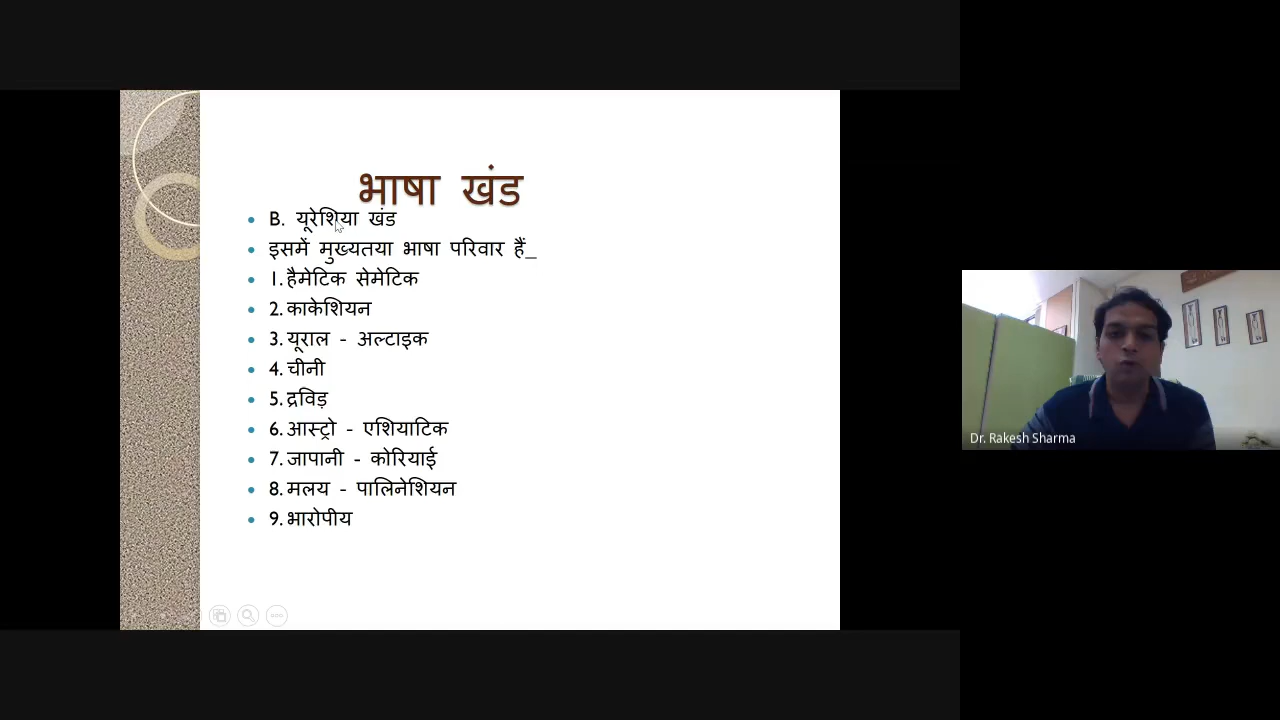 भाषा खंड
B. यूरेशिया खंड
इसमें मुख्यतया भाषा परिवार हैं_
1. हैमेटिक सेमेटिक
2. काकेशियन
3. यूराल - अल्टाइक
4. चीनी
5. द्रविड़
6. आस्ट्रो - एशियाटिक
7. जापानी - कोरियाई
8. मलय - पालिनेशियन
9. भारोपीय
Dr. Rakesh Sharma